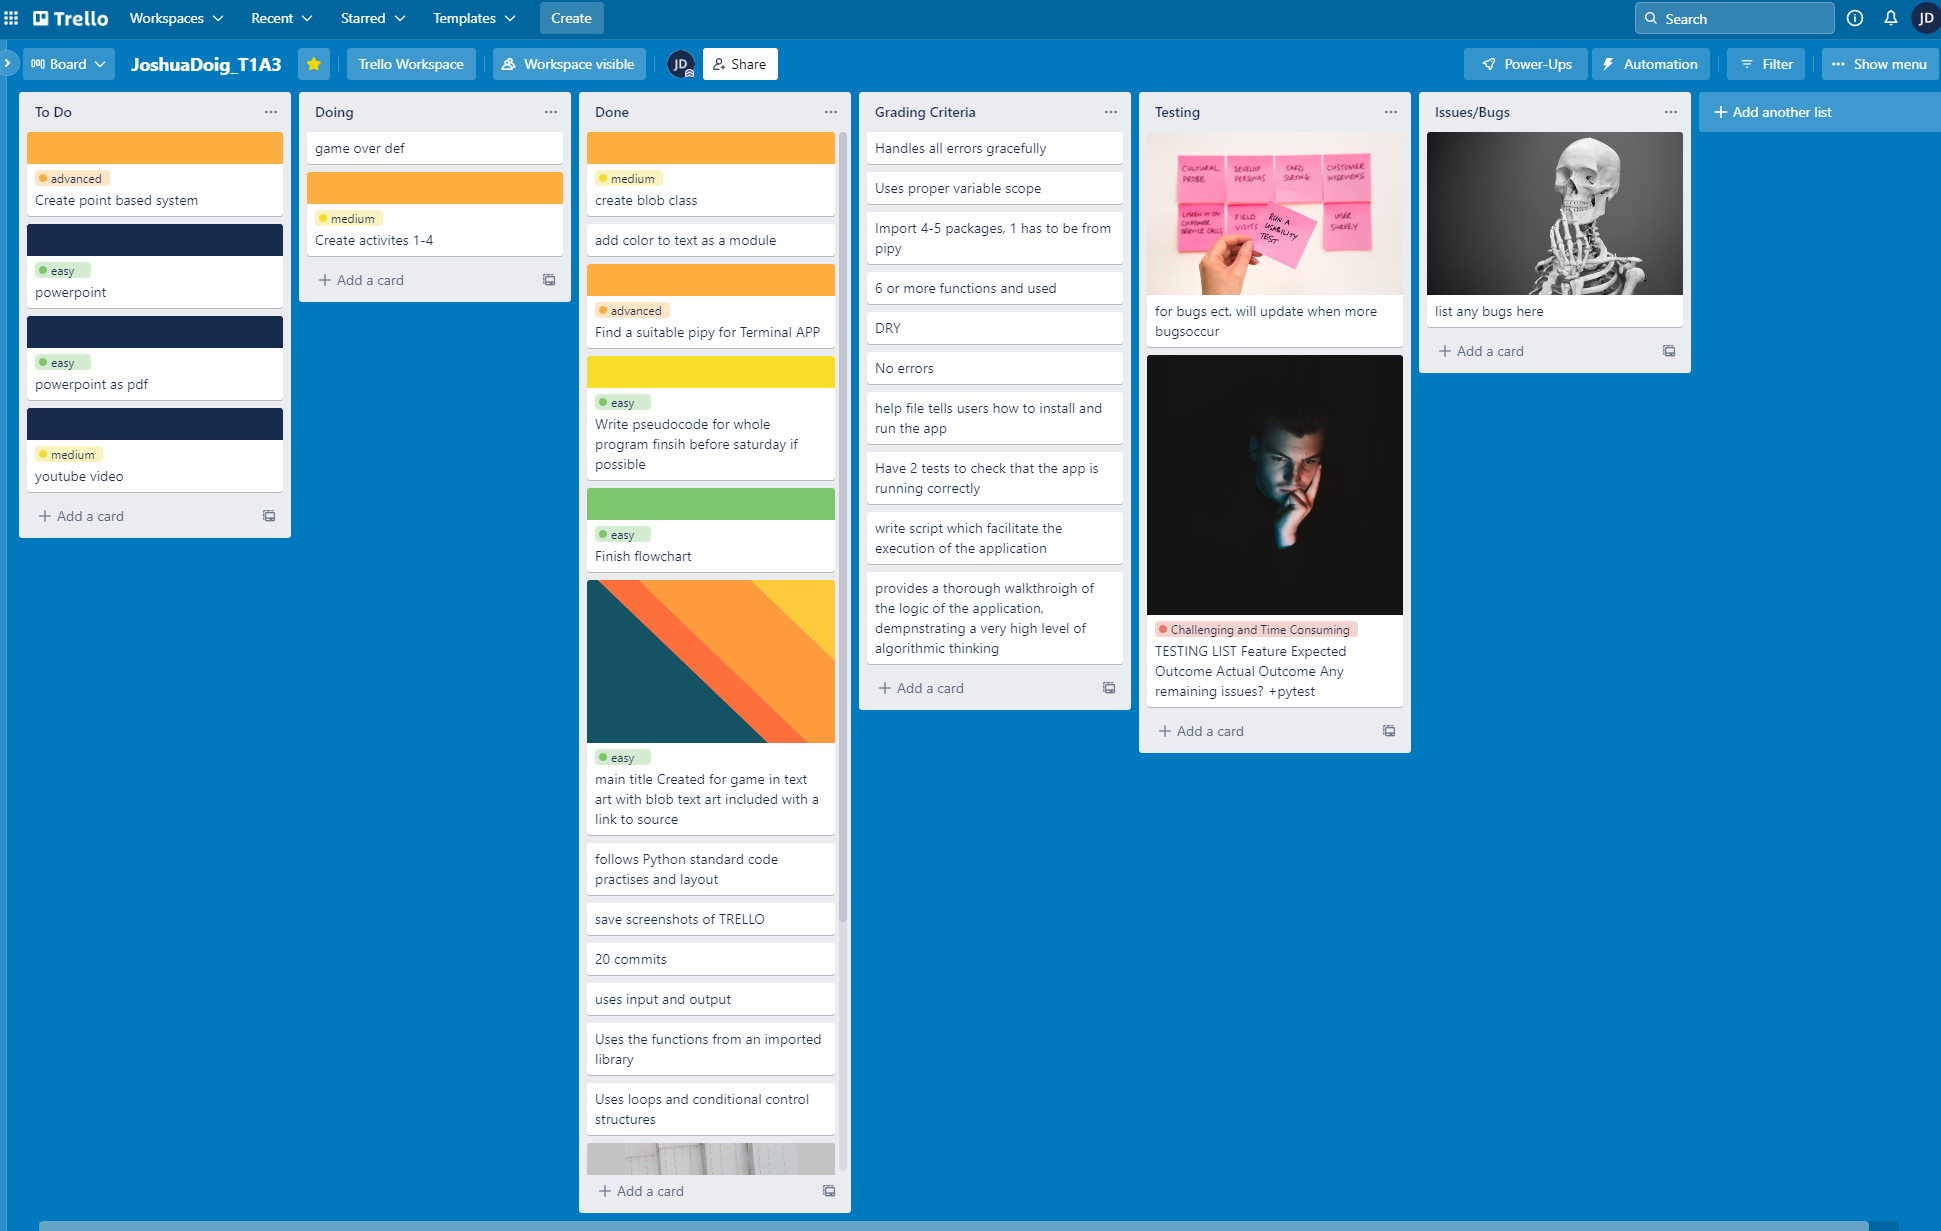 Trello
Workspaces
Recent
Starred
Templates
Create
Search
JD
Board
JoshuaDoig_T1A3
Trello Workspace
Workspace visible
JD
Share
Power-Ups
Automation
Filter
Show menu
To Do
advanced
Create point based system
easy
powerpoint
easy
powerpoint as pdf
medium
youtube video
Add a card
Doing
game over def
medium
Create activites 1-4
Add a card
Done
medium
create blob class
add color to text as a module
advanced
Find a suitable pipy for Terminal APP
easy
Write pseudocode for whole
program finsih before saturday if
possible
easy
Finish flowchart
easy
main title Created for game in text
art with blob text art included with a
link to source
follows Python standard code
practises and layout
save screenshots of TRELLO
20 commits
uses input and output
Uses the functions from an imported
library
Uses loops and conditional control
structures
Add a card
Grading Criteria
Handles all errors gracefully
Uses proper variable scope
Import 4-5 packages, 1 has to be from
pipy
6 or more functions and used
DRY
No errors
help file tells users how to install and
run the app
Have 2 tests to check that the app is
running correctly
write script which facilitate the
execution of the application
provides a thorough walkthroigh of
the logic of the application,
dempnstrating a very high level of
algorithmic thinking
Add a card
Testing
CULTURAL
PROBE
DEVELOP
PERSONAS
CARD
SORTING
CUSTOMER
INTERVIEWS
LISTEN IN ON
CUSTOMER
SERVICE CALLS
FIELD
VISITS
RUN A
USABILITY
TEST
USER
SURVEY
for bugs ect. will update when more
bugsoccur
Challenging and Time Consuming
TESTING LIST Feature Expected
Outcome Actual Outcome Any
remaining issues? +pytest
Add a card
Issues/Bugs
list any bugs here
Add a card
Add another list